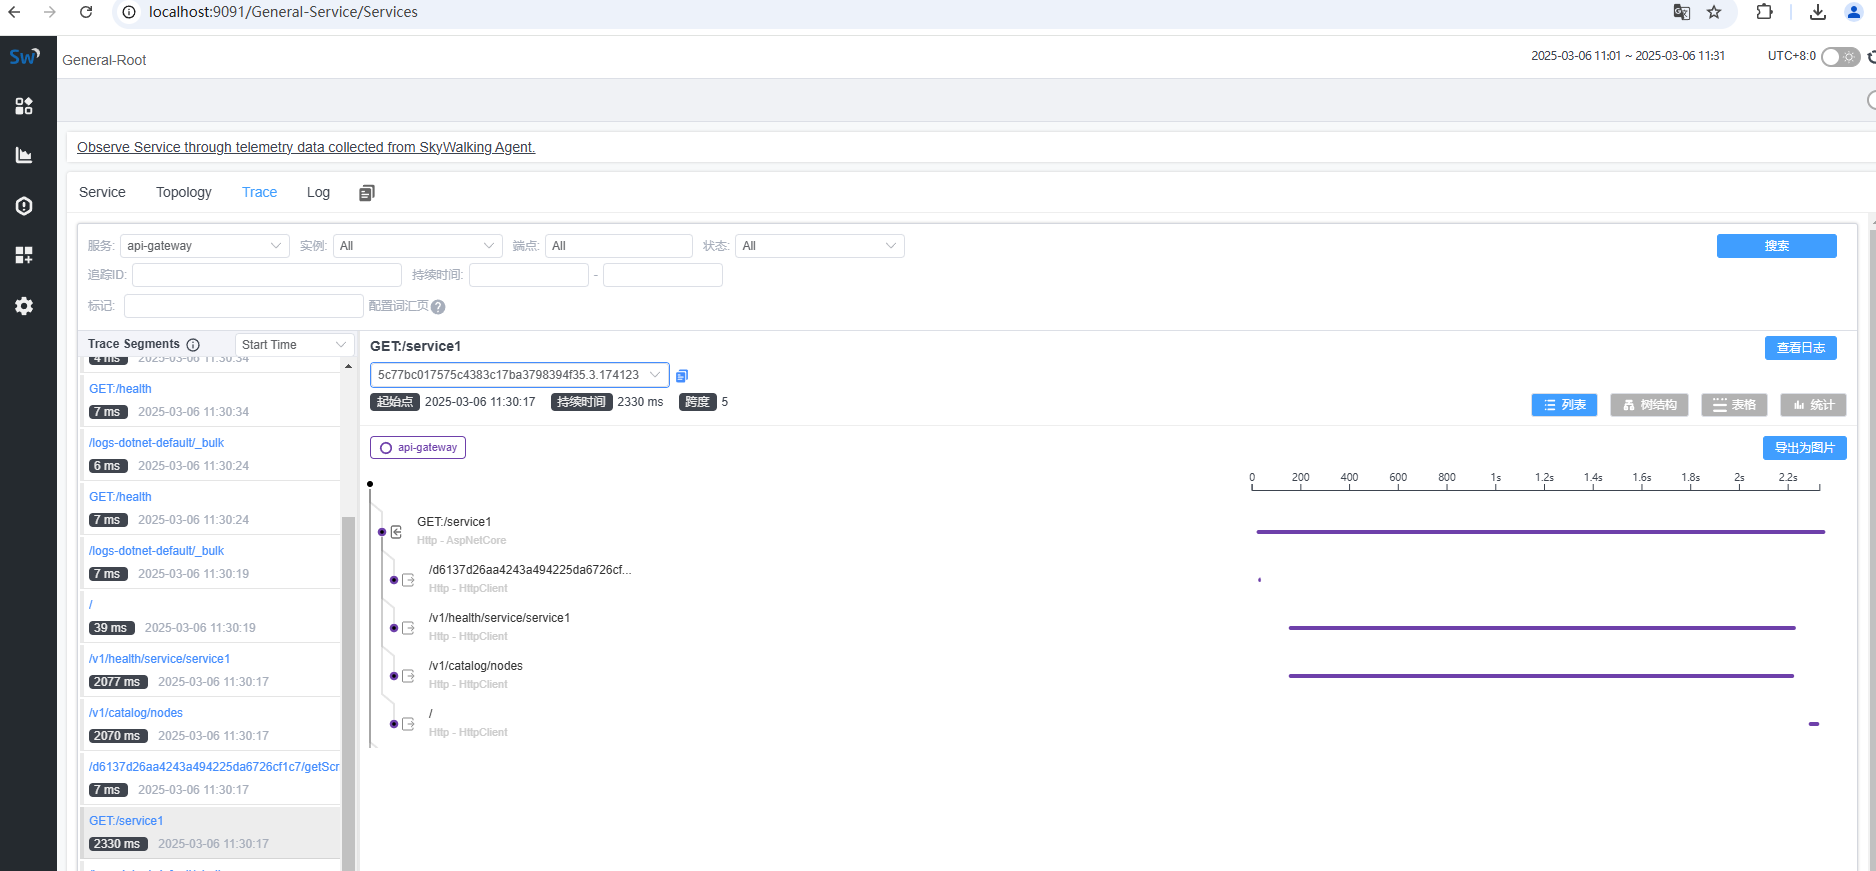 localhost:9091/General-Service/Services
Sw
General-Root
2025-03-06 11:01 ~ 2025-03-06 11:31
UTC+8:0
Observe Service through telemetry data collected from SkyWalking Agent.
Service Topology Trace Log
服务: api-gateway 实例: All 端点: All 状态: All 搜索
追踪ID: 持续时间: -
标记: 配置词汇页 ?
Trace Segments Start Time
4 ms 2025-03-06 11:30:34
GET:/health
7 ms 2025-03-06 11:30:34
/logs-dotnet-default/_bulk
6 ms 2025-03-06 11:30:24
GET:/health
7 ms 2025-03-06 11:30:24
/logs-dotnet-default/_bulk
7 ms 2025-03-06 11:30:19
/
39 ms 2025-03-06 11:30:19
/v1/health/service/service1
2077 ms 2025-03-06 11:30:17
/v1/catalog/nodes
2070 ms 2025-03-06 11:30:17
/d6137d26aa4243a494225da6726cf1c7/getScr
7 ms 2025-03-06 11:30:17
GET:/service1
2330 ms 2025-03-06 11:30:17
GET:/service1
查看日志
5c77bc017575c4383c17ba3798394f35.3.174123
起始点 2025-03-06 11:30:17 持续时间 2330 ms 跨度 5
列表 树结构 表格 统计
api-gateway
导出为图片
0 200 400 600 800 1s 1.2s 1.4s 1.6s 1.8s 2s 2.2s
GET:/service1
Http - AspNetCore
/d6137d26aa4243a494225da6726cf...
Http - HttpClient
/v1/health/service/service1
Http - HttpClient
/v1/catalog/nodes
Http - HttpClient
/
Http - HttpClient